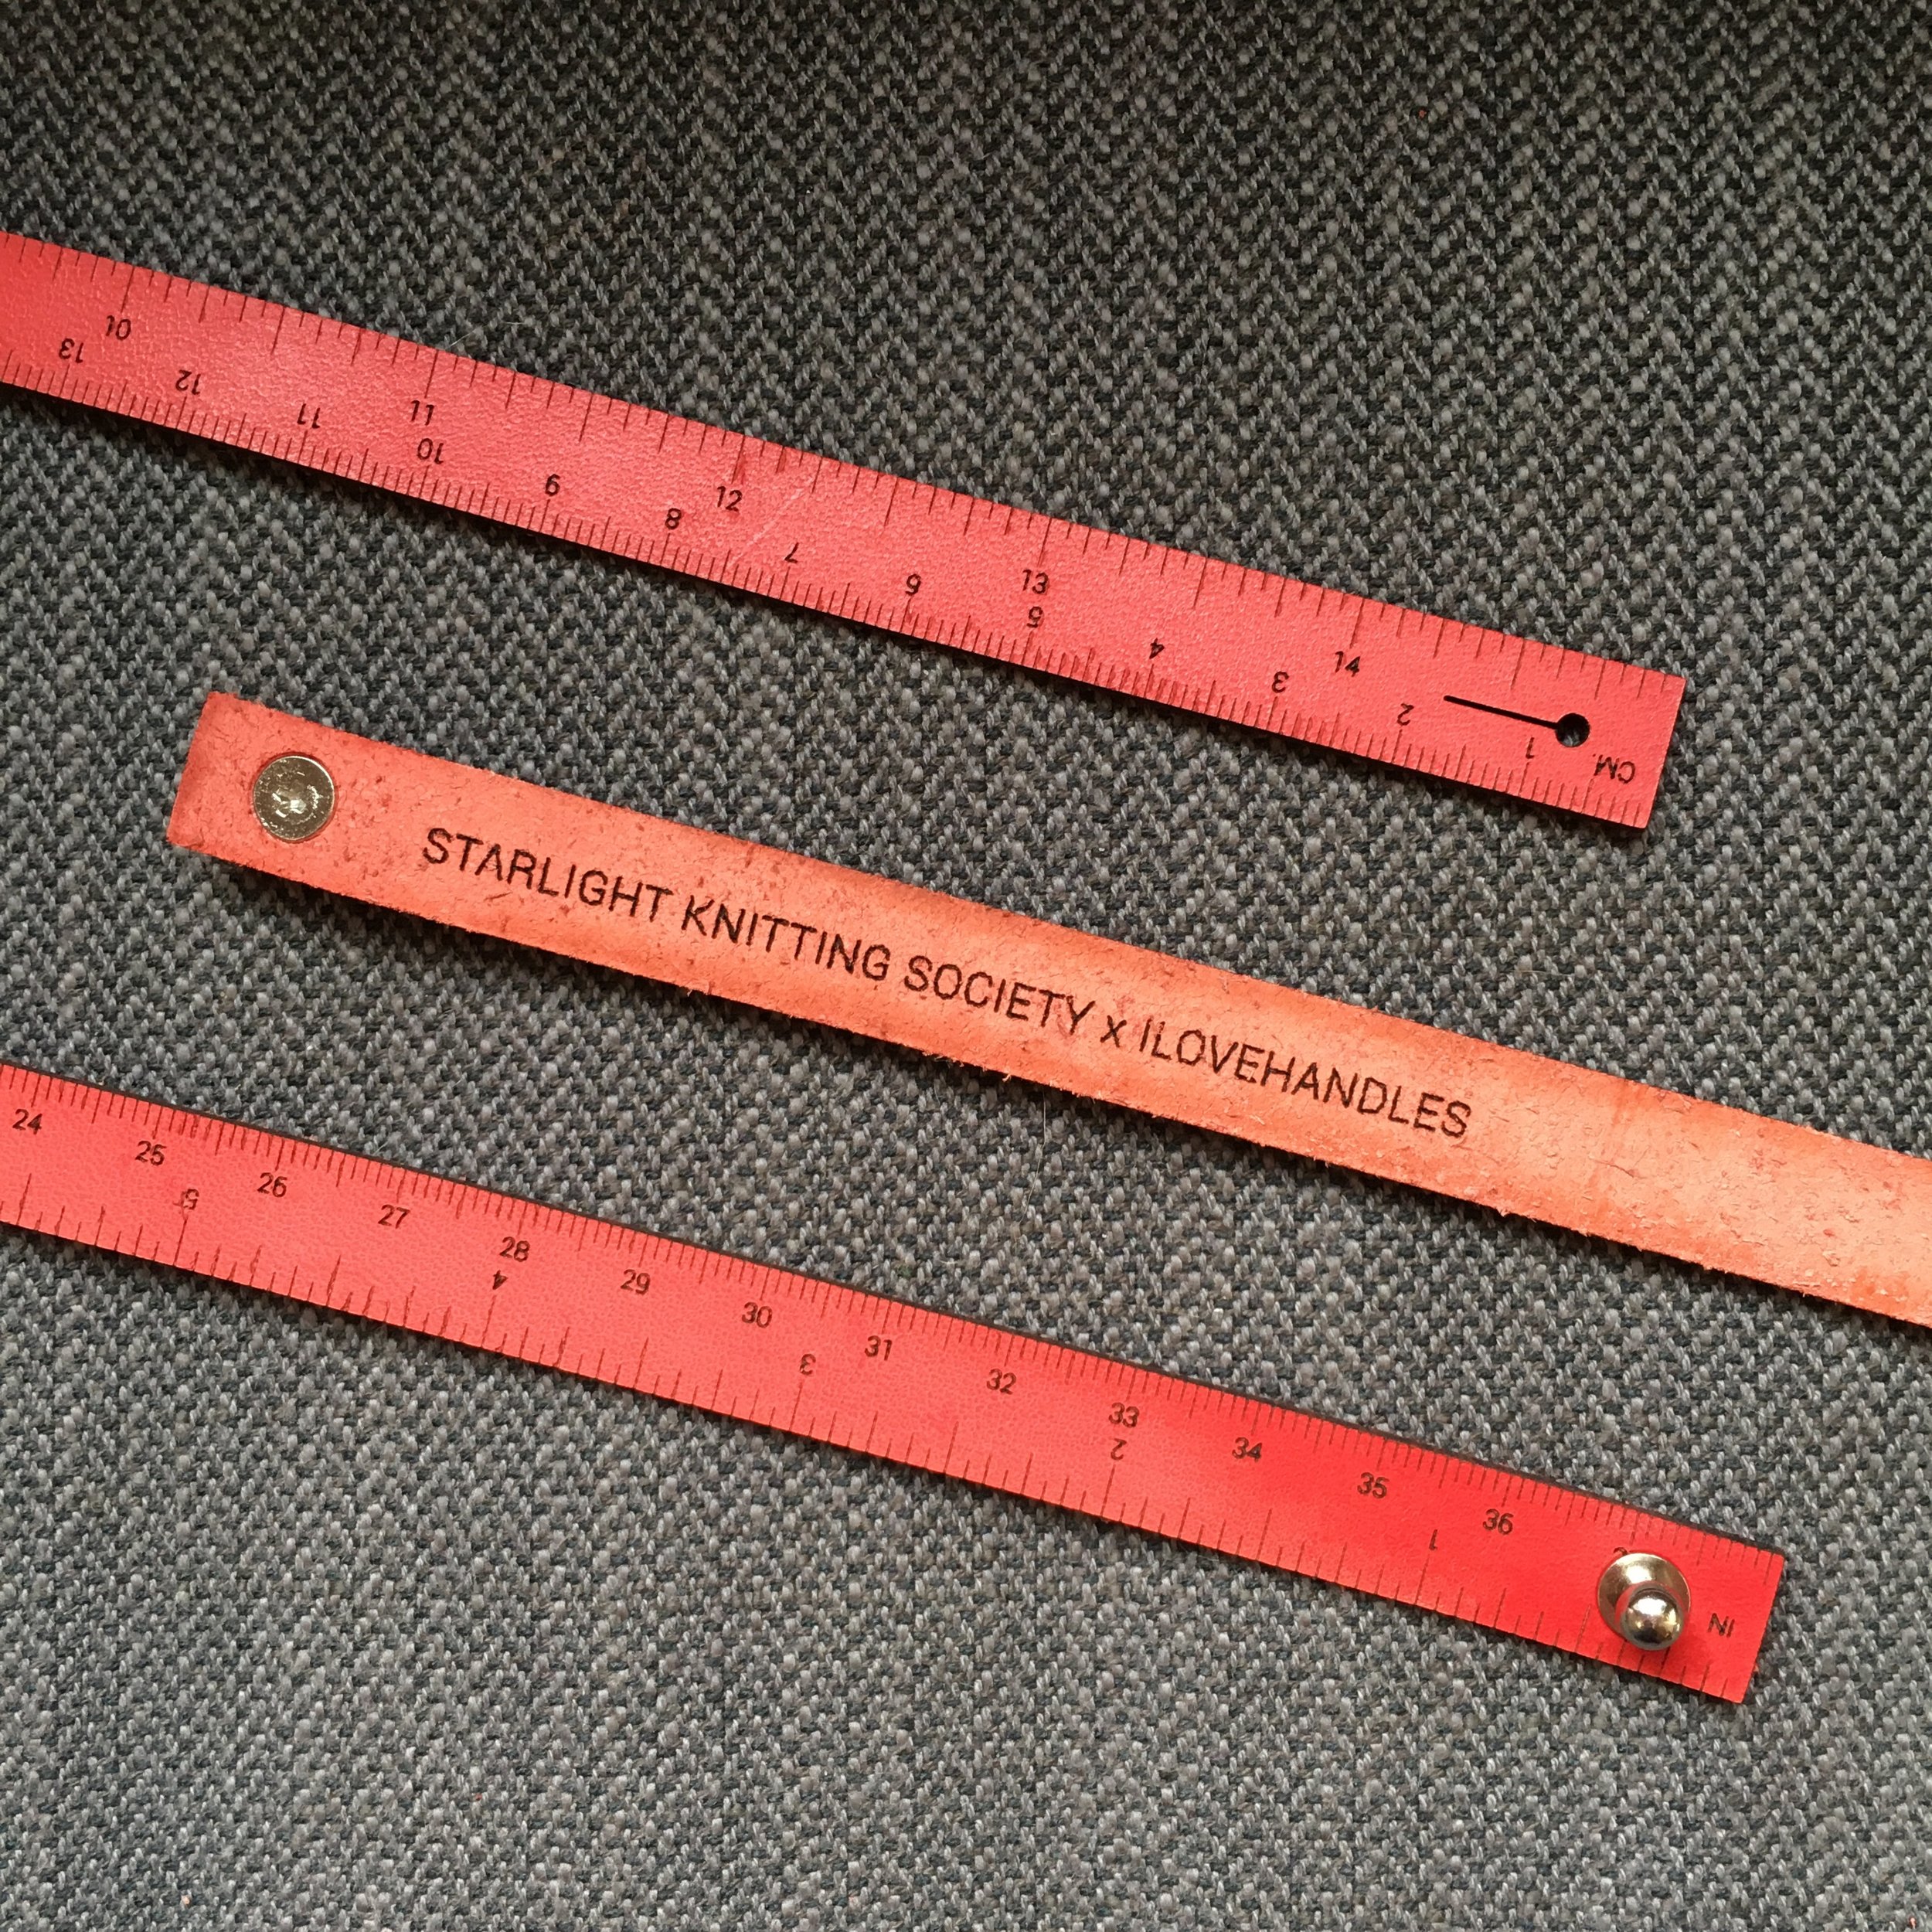 10 11 12 13 14
13 12 11 10 9 8 7 6 5 4 3 2 1 CM.
STARLIGHT KNITTING SOCIETY x ILOVEHANDLES
24 25 26 27 28 29 30 31 32 33 34 35 36
5 4 3 2 1 IN